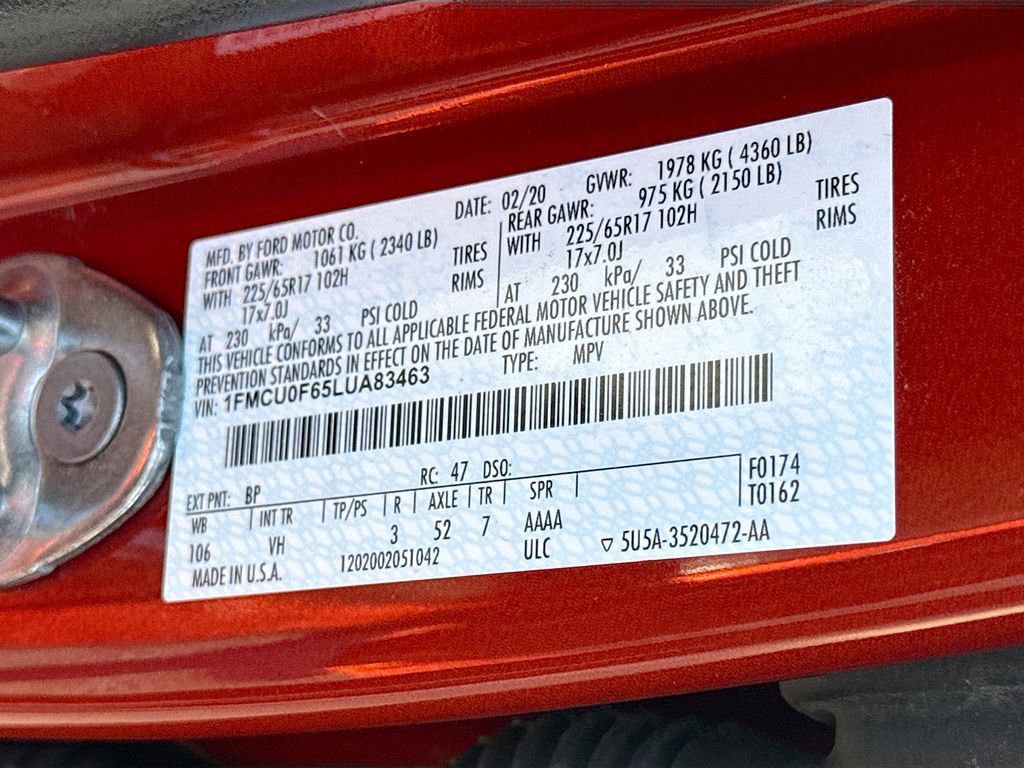 MFD. BY FORD MOTOR CO. DATE: 02/20 GVWR: 1978 KG ( 4360 LB)
FRONT GAWR: 1061 KG ( 2340 LB) REAR GAWR: 975 KG ( 2150 LB)
WITH 225/65R17 102H TIRES WITH 225/65R17 102H TIRES
17x7.0J RIMS 17x7.0J RIMS
AT 230 kPa/ 33 PSI COLD AT 230 kPa/ 33 PSI COLD
THIS VEHICLE CONFORMS TO ALL APPLICABLE FEDERAL MOTOR VEHICLE SAFETY AND THEFT
PREVENTION STANDARDS IN EFFECT ON THE DATE OF MANUFACTURE SHOWN ABOVE.
VIN: 1FMCU0F65LUA83463 TYPE: MPV
EXT PNT: BP RC: 47 DSO:
WB INT TR TP/PS R AXLE TR SPR F0174
106 VH 3 52 7 AAAA T0162
MADE IN U.S.A. 1202002051042 ULC ▽ 5U5A-3520472-AA